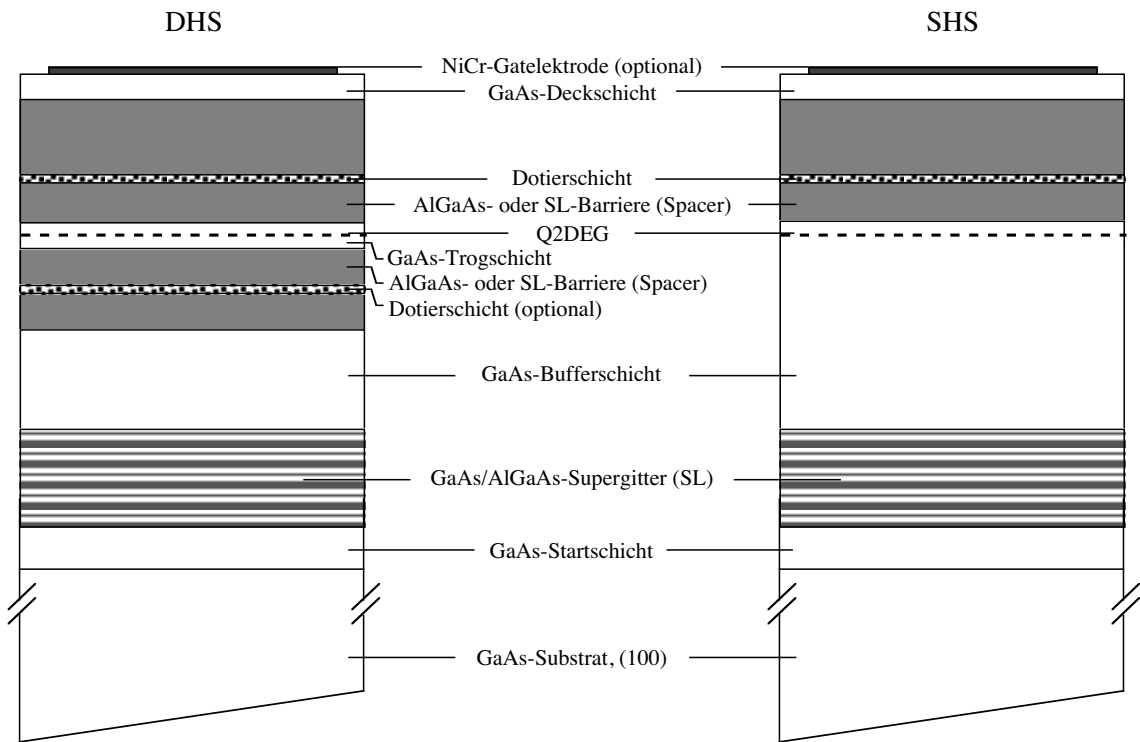 DHS
SHS
NiCr-Gatelektrode (optional)
GaAs-Deckschicht
Dotierschicht
AlGaAs- oder SL-Barriere (Spacer)
Q2DEG
GaAs-Trogschicht
AlGaAs- oder SL-Barriere (Spacer)
Dotierschicht (optional)
GaAs-Bufferschicht
GaAs/AlGaAs-Supergitter (SL)
GaAs-Startschicht
GaAs-Substrat, (100)